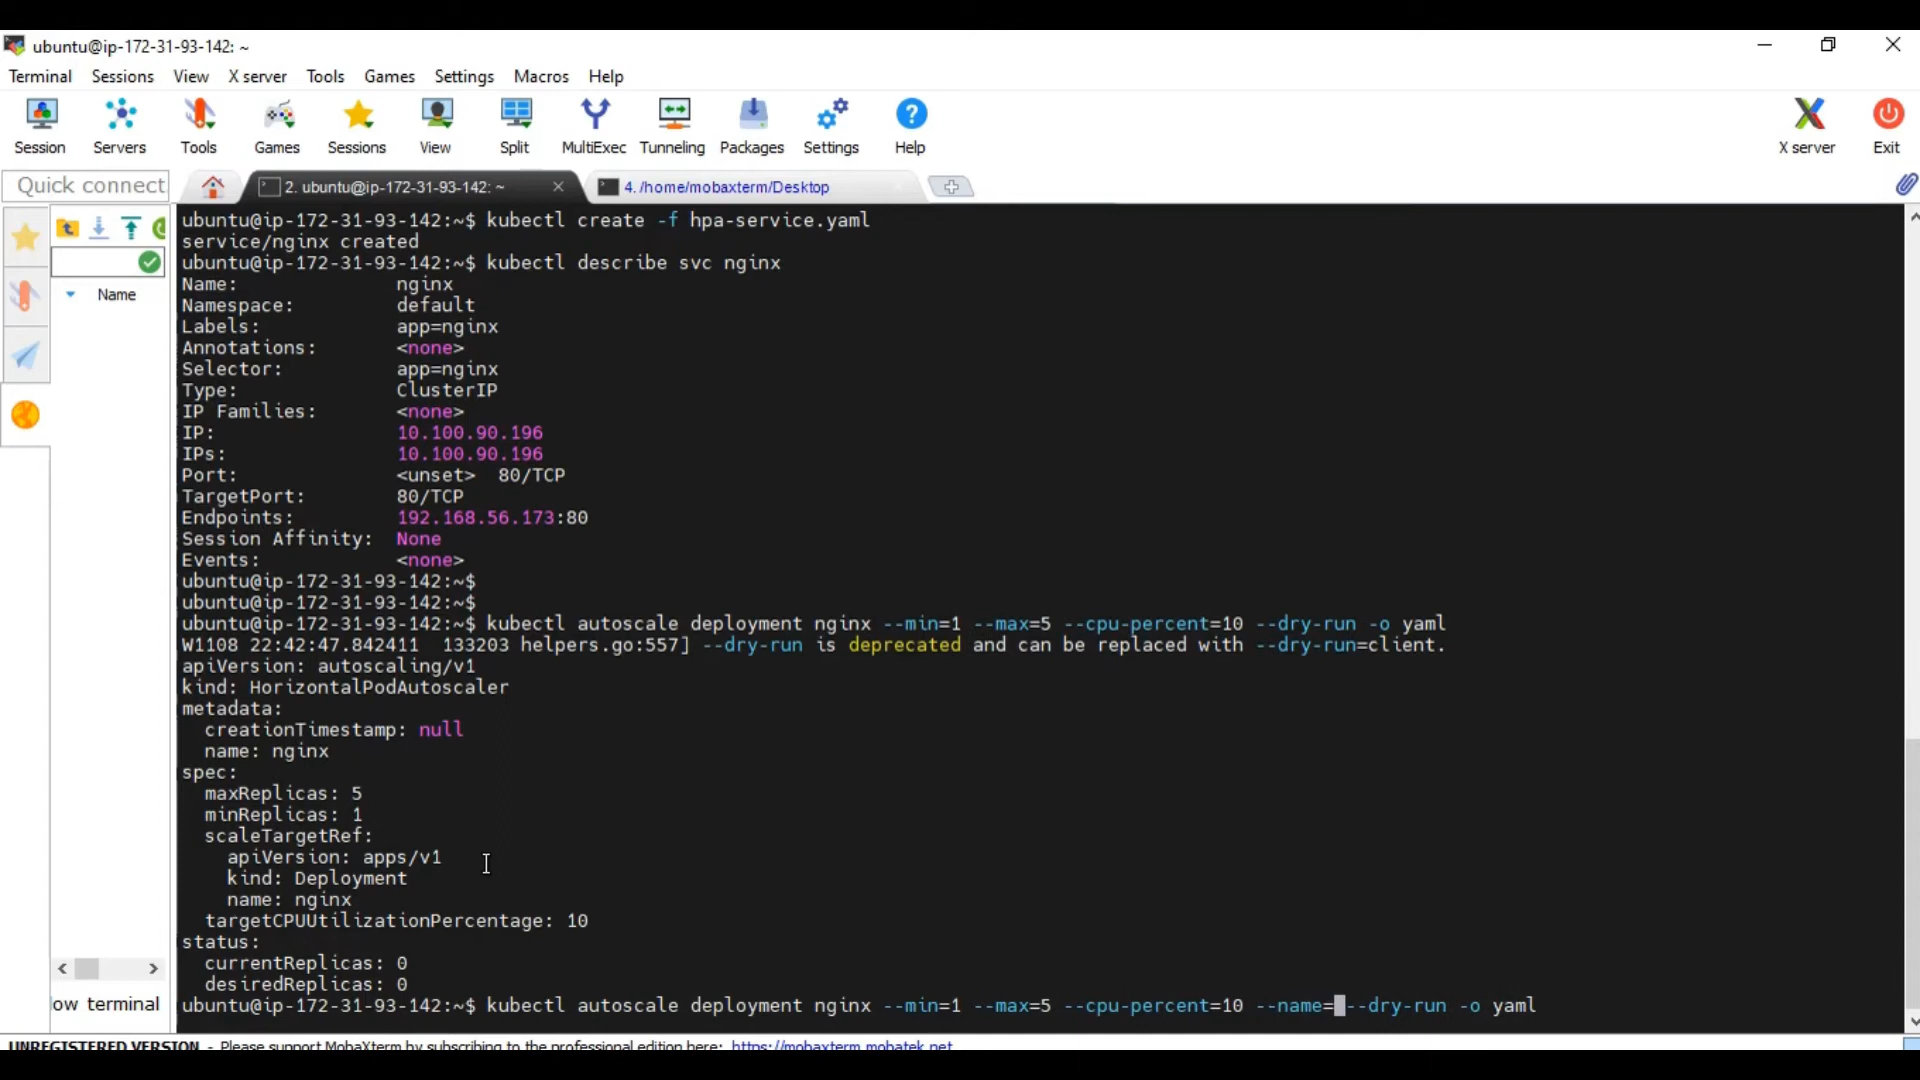 ubuntu@ip-172-31-93-142: ~
Terminal Sessions View X server Tools Games Settings Macros Help
Session Servers Tools Games Sessions View Split MultiExec Tunneling Packages Settings Help X server Exit
Quick connect 2. ubuntu@ip-172-31-93-142: ~ 4. /home/mobaxterm/Desktop
Name
ubuntu@ip-172-31-93-142:~$ kubectl create -f hpa-service.yaml
service/nginx created
ubuntu@ip-172-31-93-142:~$ kubectl describe svc nginx
Name: nginx
Namespace: default
Labels: app=nginx
Annotations: <none>
Selector: app=nginx
Type: ClusterIP
IP Families: <none>
IP: 10.100.90.196
IPs: 10.100.90.196
Port: <unset> 80/TCP
TargetPort: 80/TCP
Endpoints: 192.168.56.173:80
Session Affinity: None
Events: <none>
ubuntu@ip-172-31-93-142:~$
ubuntu@ip-172-31-93-142:~$
ubuntu@ip-172-31-93-142:~$ kubectl autoscale deployment nginx --min=1 --max=5 --cpu-percent=10 --dry-run -o yaml
W1108 22:42:47.842411 133203 helpers.go:557] --dry-run is deprecated and can be replaced with --dry-run=client.
apiVersion: autoscaling/v1
kind: HorizontalPodAutoscaler
metadata:
  creationTimestamp: null
  name: nginx
spec:
  maxReplicas: 5
  minReplicas: 1
  scaleTargetRef:
    apiVersion: apps/v1
    kind: Deployment
    name: nginx
  targetCPUUtilizationPercentage: 10
status:
  currentReplicas: 0
  desiredReplicas: 0
ubuntu@ip-172-31-93-142:~$ kubectl autoscale deployment nginx --min=1 --max=5 --cpu-percent=10 --name= --dry-run -o yaml
low terminal
UNREGISTERED VERSION - Please support MobaXterm by subscribing to the professional edition here: https://mobaxterm.mobatek.net